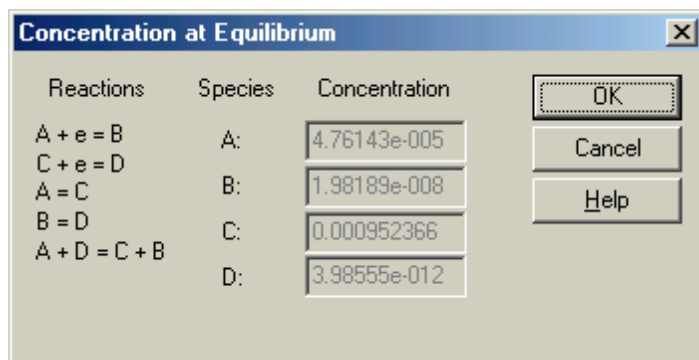 Concentration at Equilibrium
Reactions Species Concentration
A + e = B
C + e = D
A = C
B = D
A + D = C + B
A: 4.76143e-005
B: 1.98189e-008
C: 0.000952366
D: 3.98555e-012
OK
Cancel
Help